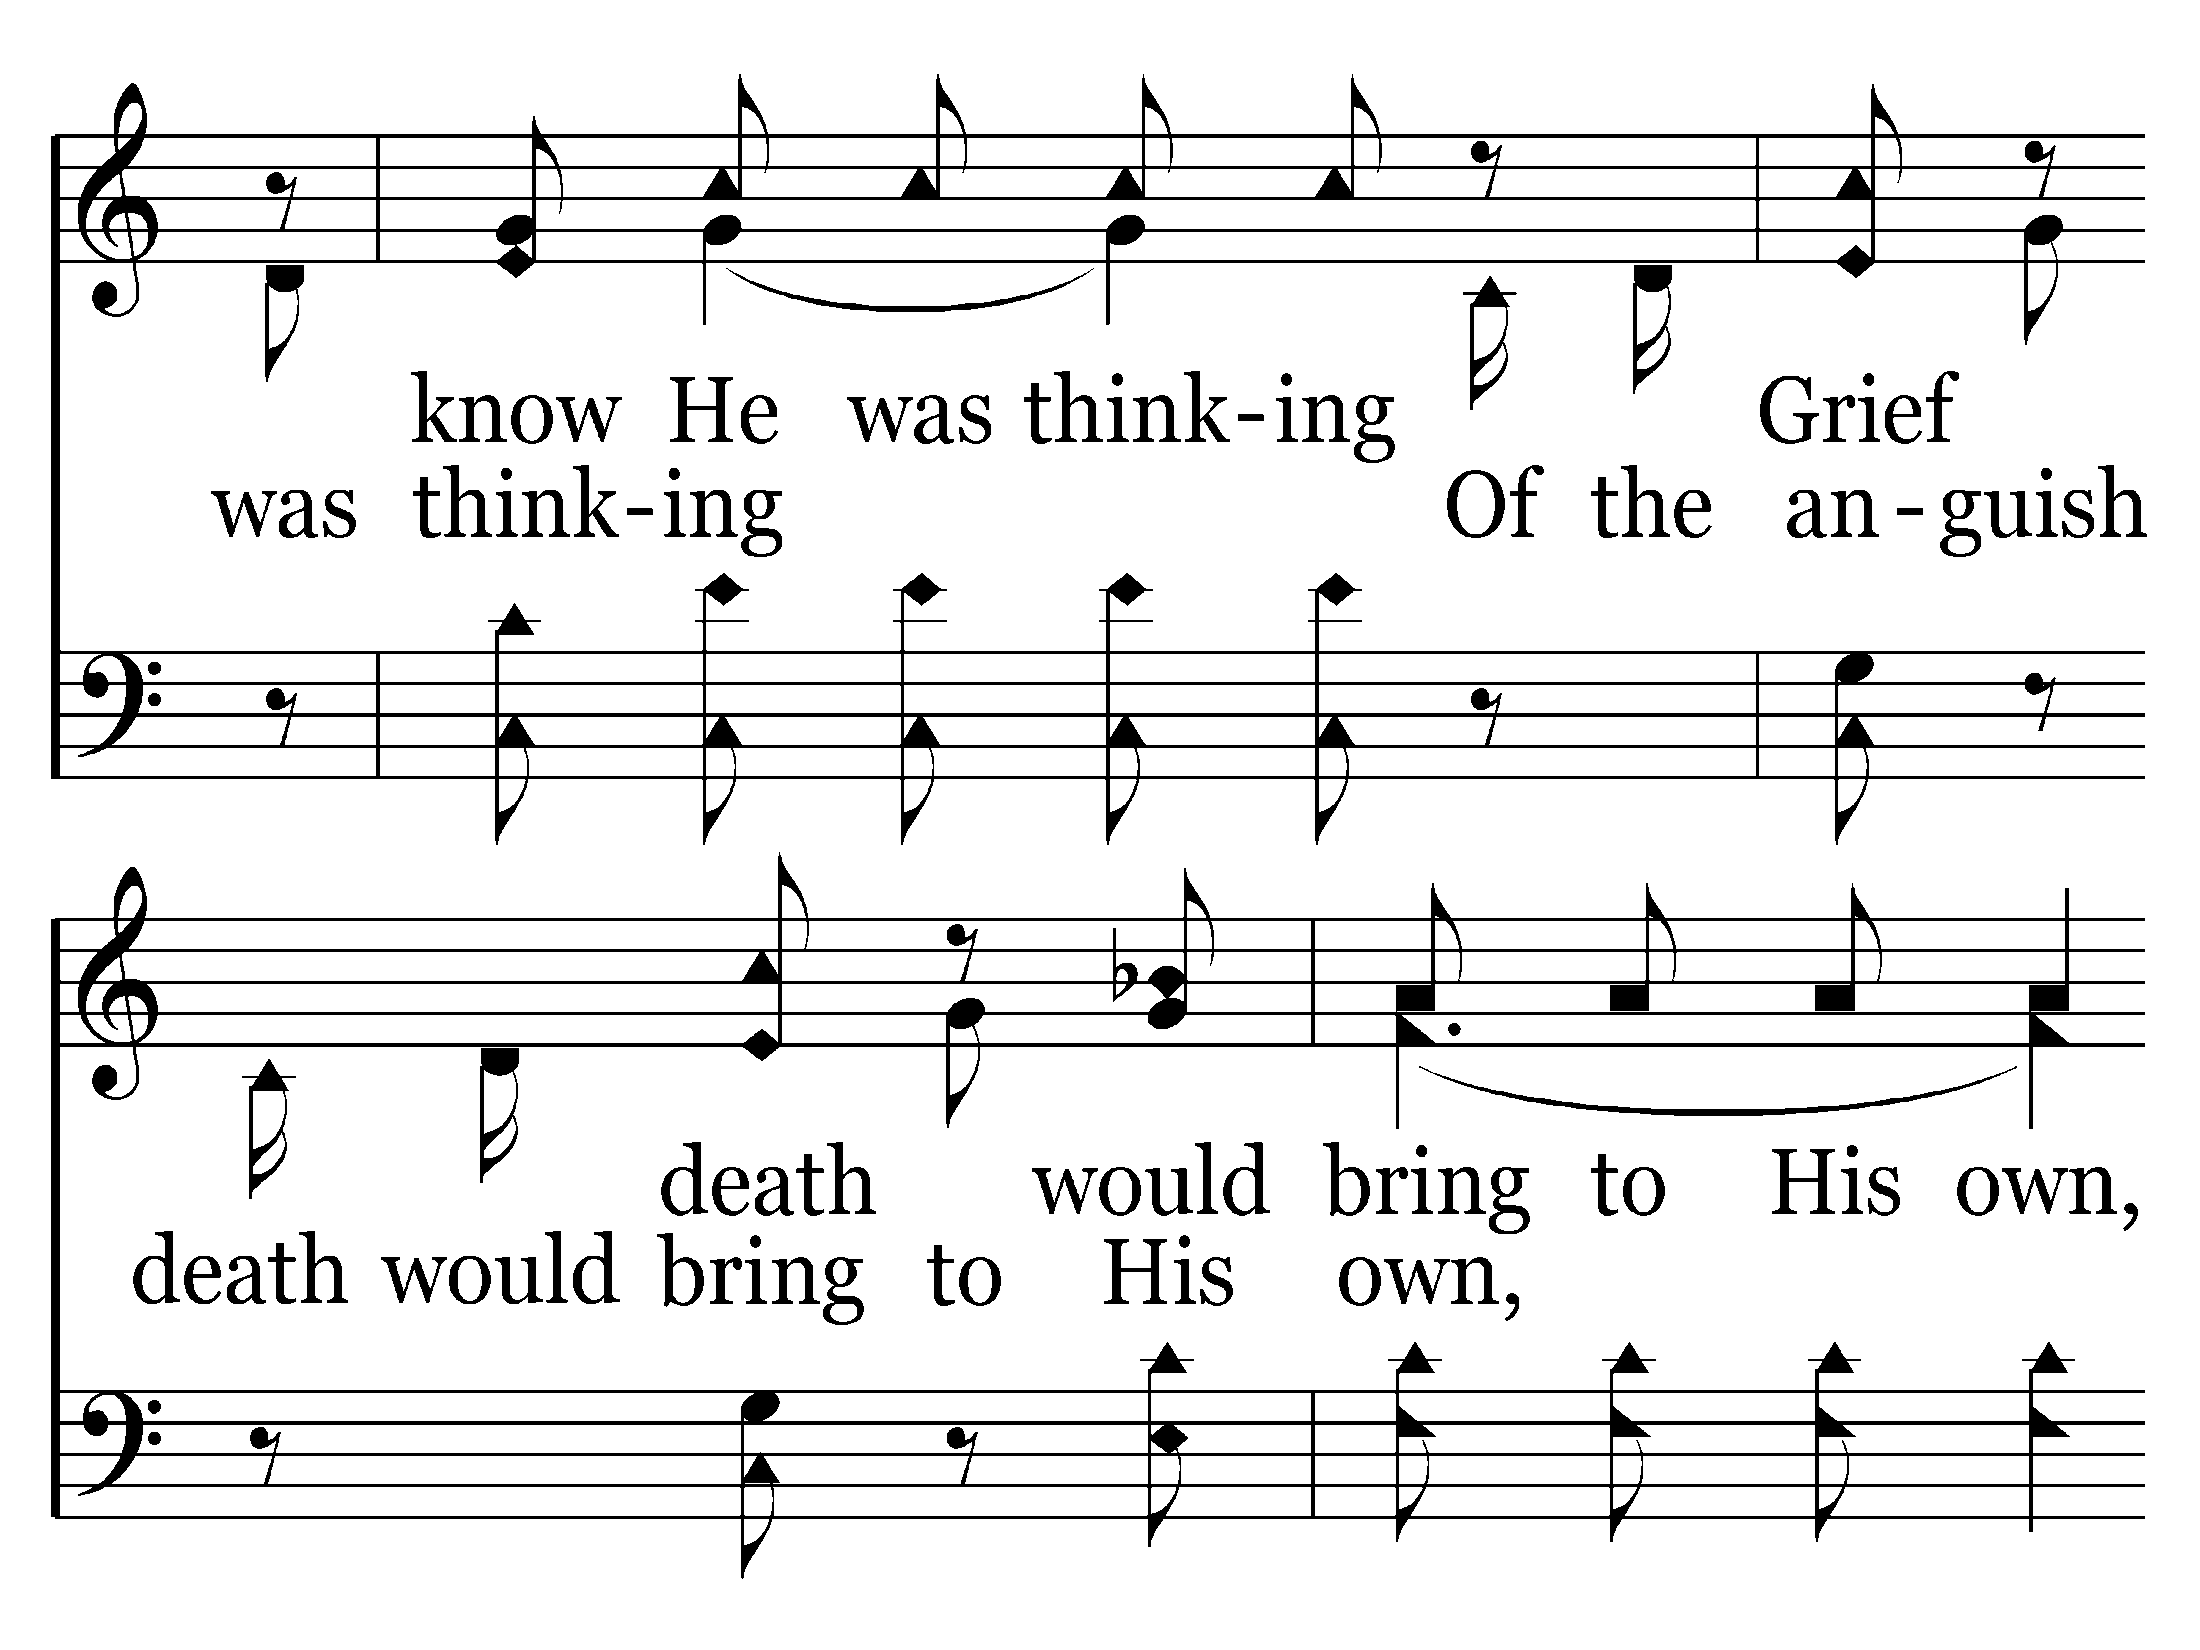 know He was think-ing Grief
was think-ing Of the an-guish
death would bring to His own,
death would bring to His own,